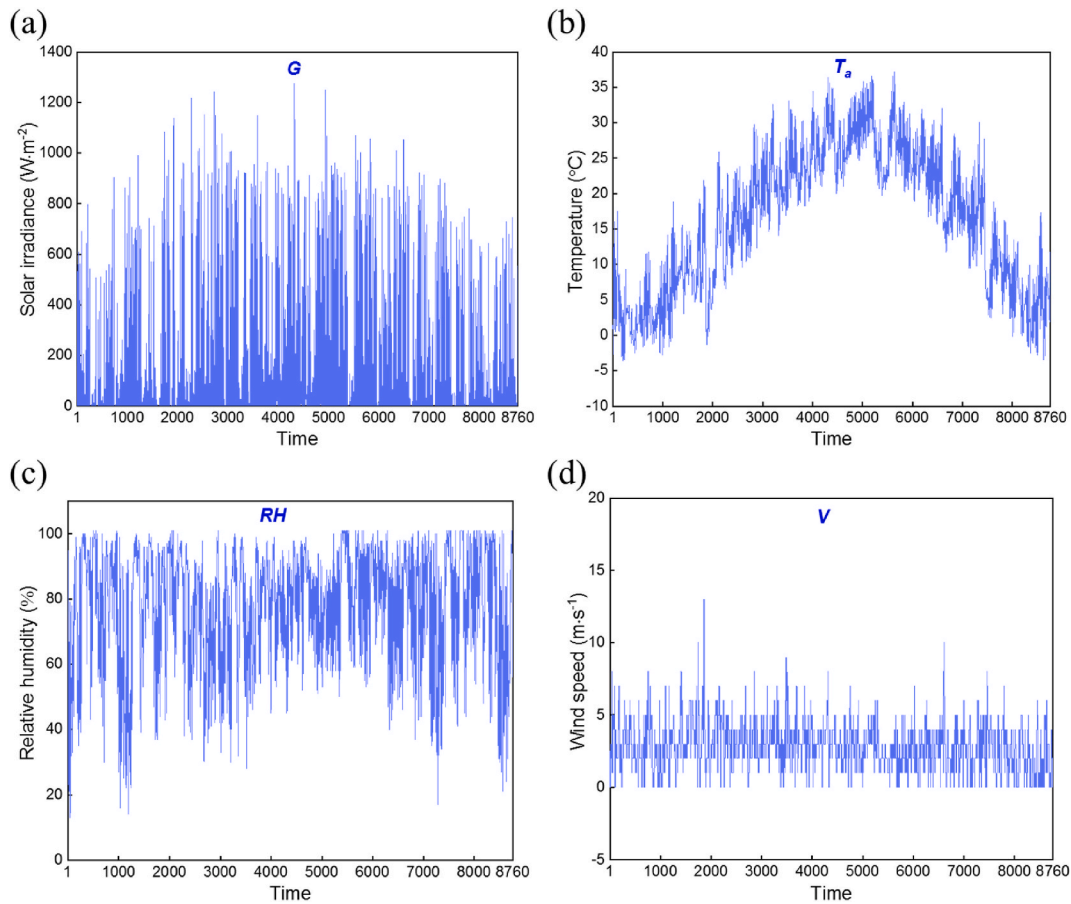 (a)
G
Solar irradiance (W·m⁻²)
1400
1200
1000
800
600
400
200
0
1 1000 2000 3000 4000 5000 6000 7000 8000 8760
Time
(b)
Tₐ
Temperature (°C)
40
35
30
25
20
15
10
5
0
-5
-10
1 1000 2000 3000 4000 5000 6000 7000 8000 8760
Time
(c)
RH
Relative humidity (%)
100
80
60
40
20
0
1 1000 2000 3000 4000 5000 6000 7000 8000 8760
Time
(d)
V
Wind speed (m·s⁻¹)
20
15
10
5
0
-5
1 1000 2000 3000 4000 5000 6000 7000 8000 8760
Time